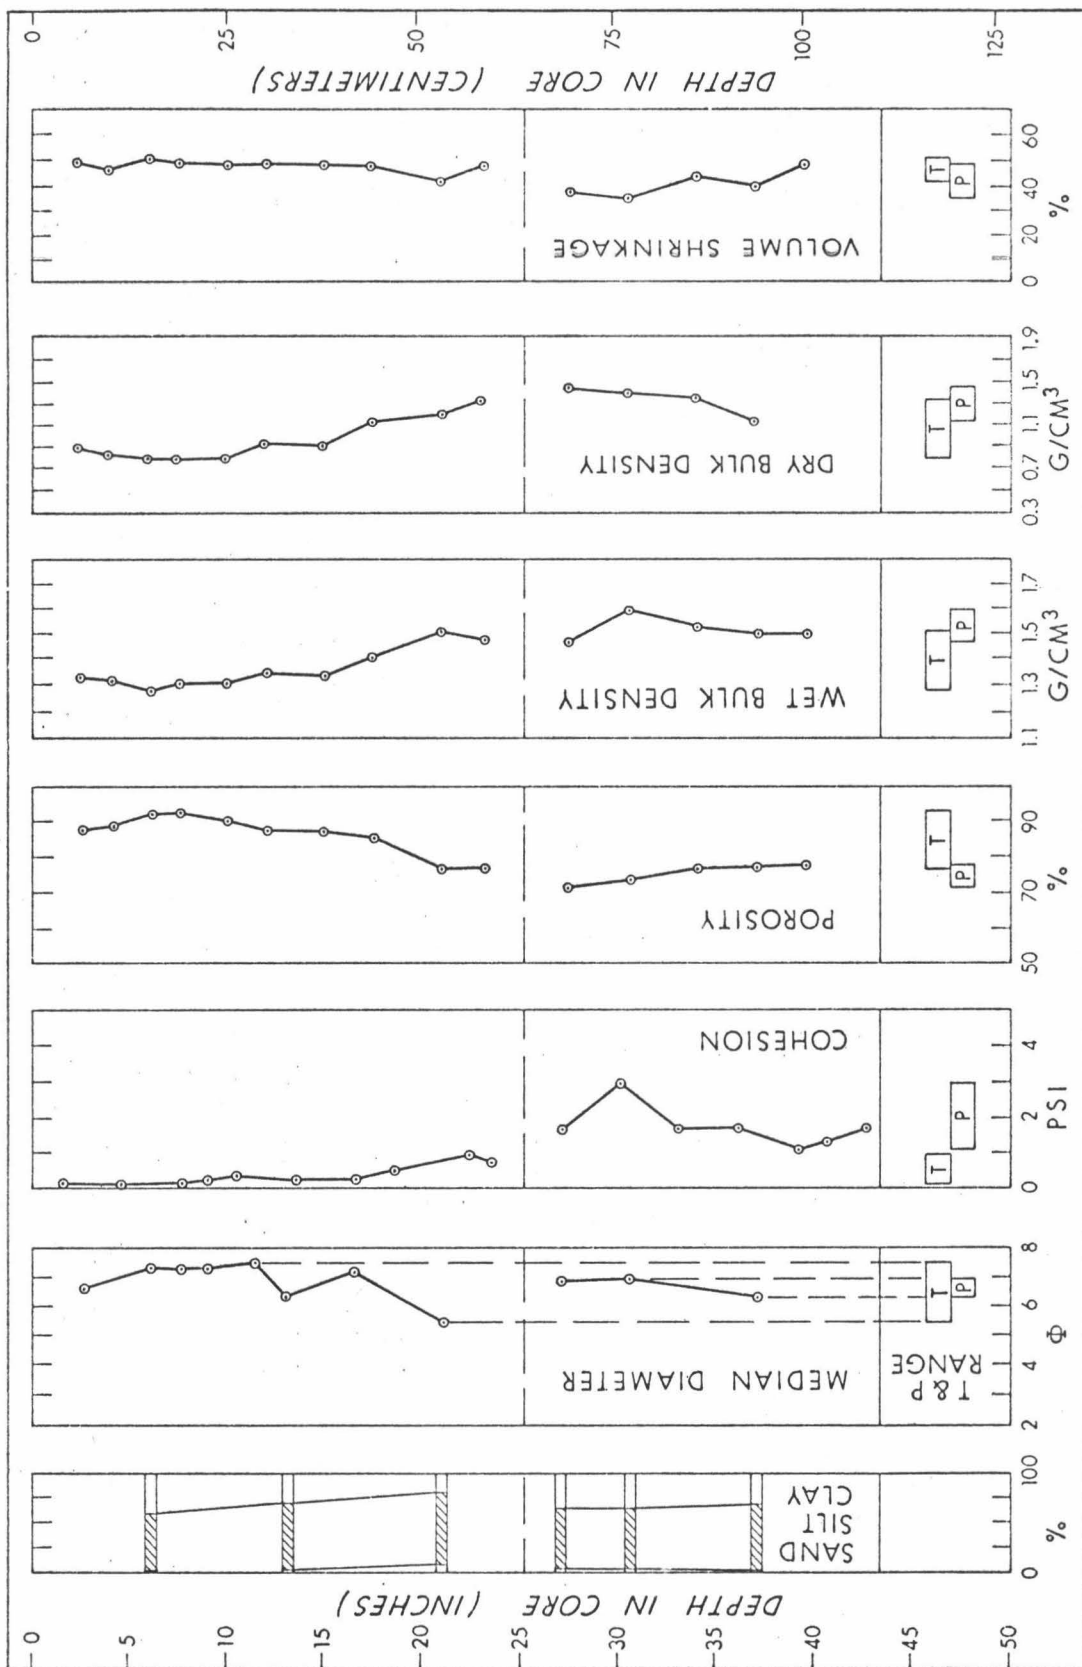 0 25 50 75 100 125
DEPTH IN CORE (CENTIMETERS)
VOLUME SHRINKAGE
T
P
0 20 40 60
%
DRY BULK DENSITY
T
P
0.3 0.7 1.1 1.5 1.9
G/CM3
WET BULK DENSITY
T
P
1.1 1.3 1.5 1.7
G/CM3
POROSITY
T
P
50 70 90
%
COHESION
T
P
0 2 4
PSI
MEDIAN DIAMETER
T
P
T & P
RANGE
2 4 6 8
Φ
SAND
SILT
CLAY
0 100
%
DEPTH IN CORE (INCHES)
0 5 10 15 20 25 30 35 40 45 50